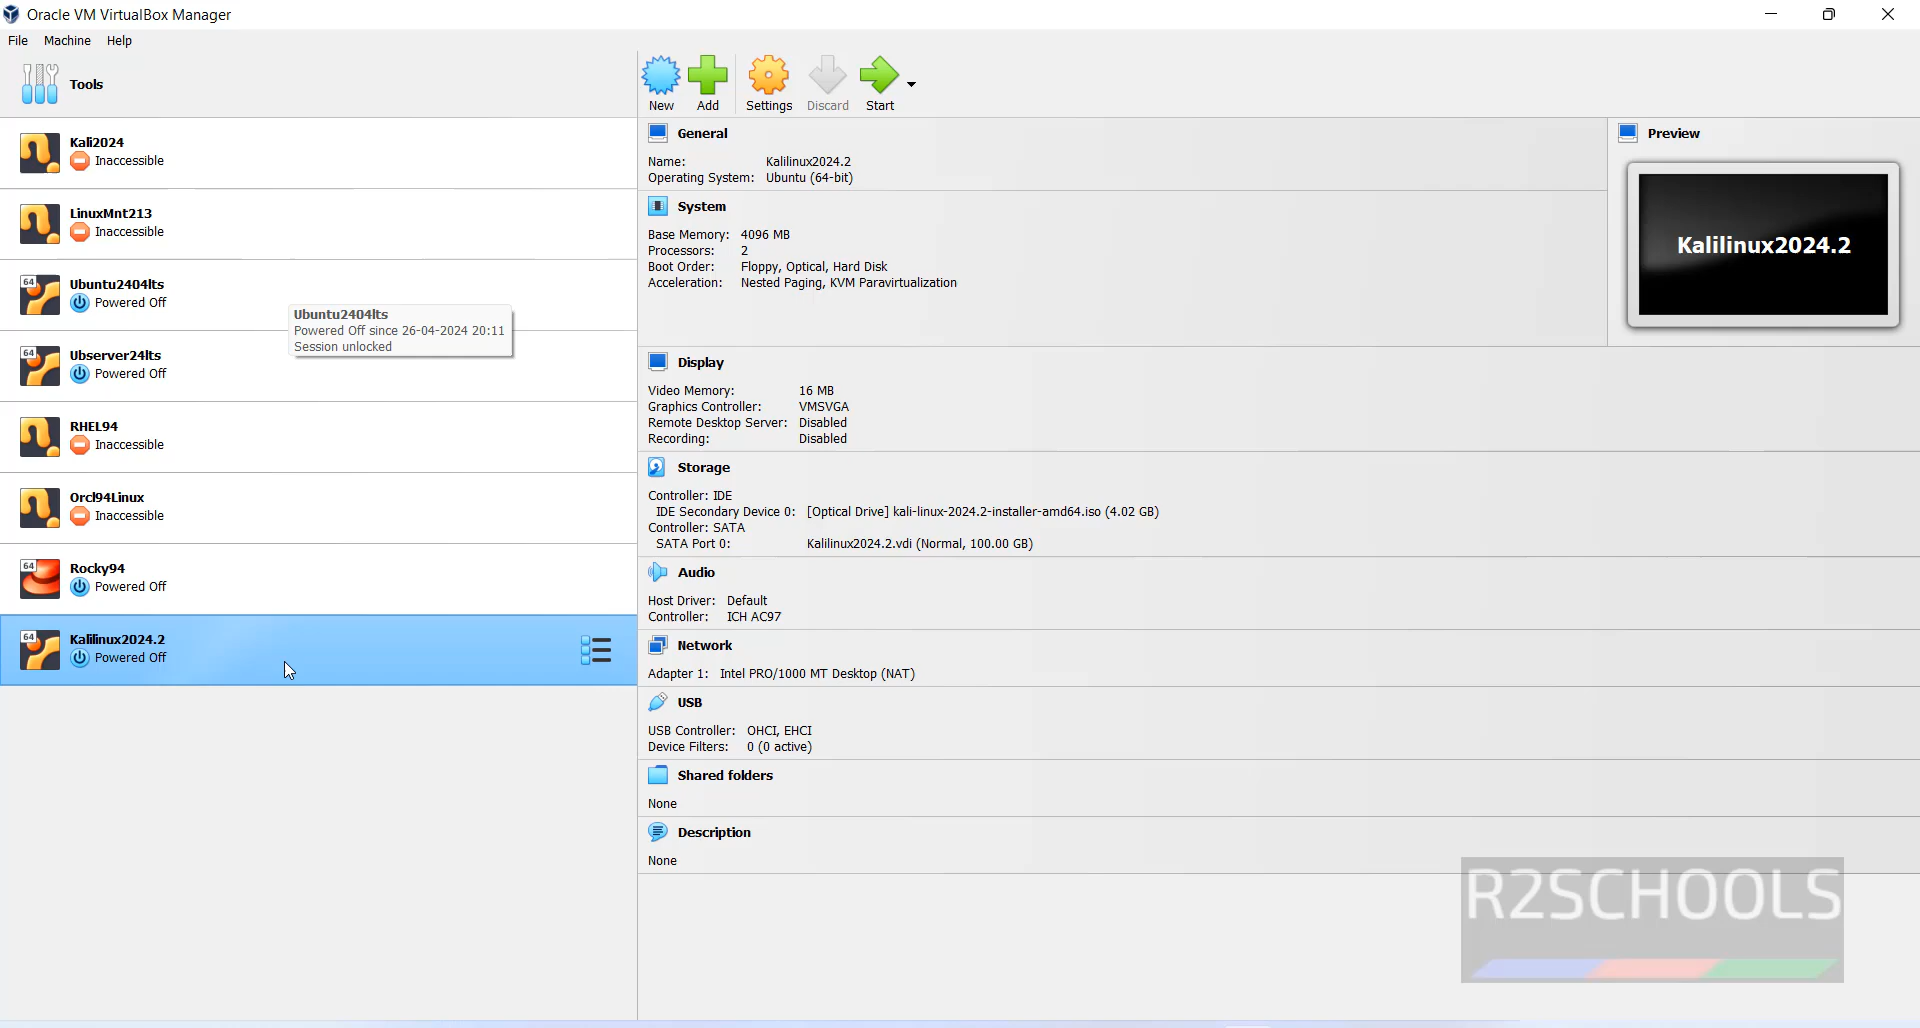 Oracle VM VirtualBox Manager
File Machine Help
Tools
New Add Settings Discard Start
Kali2024
Inaccessible
LinuxMnt213
Inaccessible
64
Ubuntu2404lts
Powered Off
Ubuntu2404lts
Powered Off since 26-04-2024 20:11
Session unlocked
64
Ubserver24lts
Powered Off
RHEL94
Inaccessible
Orcl94Linux
Inaccessible
64
Rocky94
Powered Off
64
Kalilinux2024.2
Powered Off
General
Name: Kalilinux2024.2
Operating System: Ubuntu (64-bit)
System
Base Memory: 4096 MB
Processors: 2
Boot Order: Floppy, Optical, Hard Disk
Acceleration: Nested Paging, KVM Paravirtualization
Preview
Kalilinux2024.2
Display
Video Memory: 16 MB
Graphics Controller: VMSVGA
Remote Desktop Server: Disabled
Recording: Disabled
Storage
Controller: IDE
IDE Secondary Device 0: [Optical Drive] kali-linux-2024.2-installer-amd64.iso (4.02 GB)
Controller: SATA
SATA Port 0: Kalilinux2024.2.vdi (Normal, 100.00 GB)
Audio
Host Driver: Default
Controller: ICH AC97
Network
Adapter 1: Intel PRO/1000 MT Desktop (NAT)
USB
USB Controller: OHCI, EHCI
Device Filters: 0 (0 active)
Shared folders
None
Description
None
R2SCHOOLS